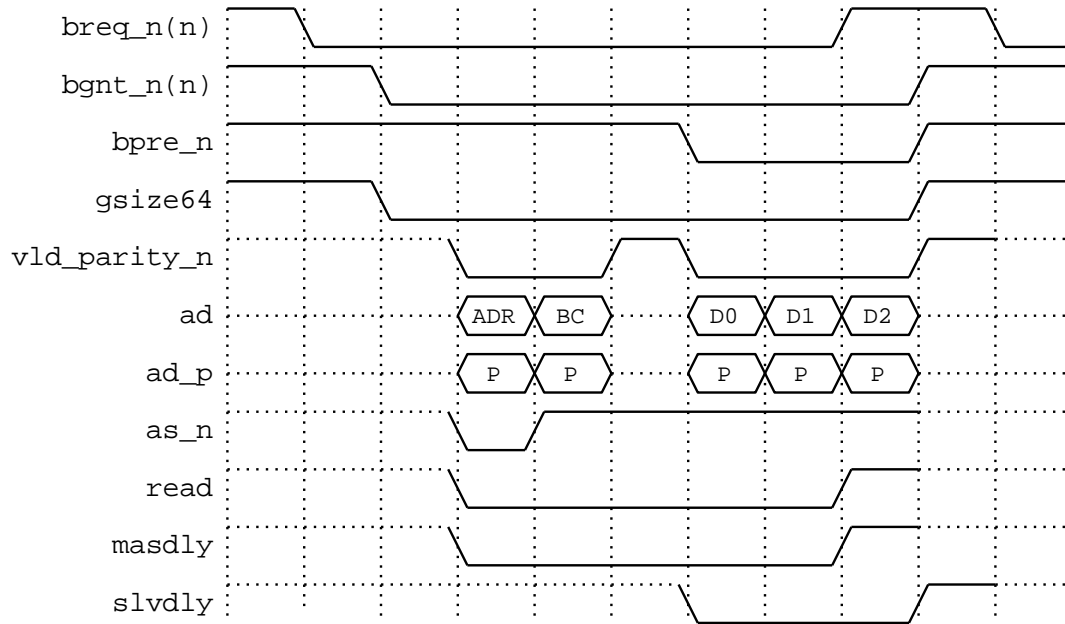 breq_n(n)
bgnt_n(n)
bpre_n
gsize64
vld_parity_n
ad ADR BC D0 D1 D2
ad_p P P P P P
as_n
read
masdly
slvdly